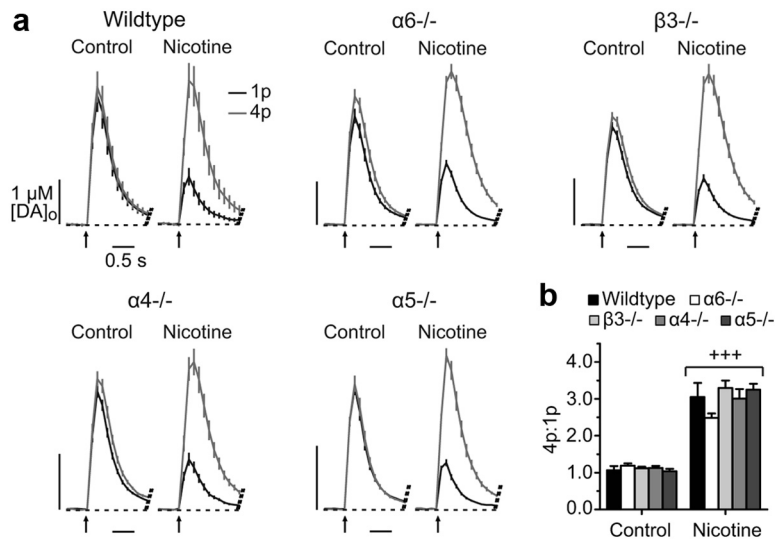 a
Wildtype
Control Nicotine
1p
4p
1 μM
[DA]o
0.5 s
α6-/-
Control Nicotine
β3-/-
Control Nicotine
α4-/-
Control Nicotine
α5-/-
Control Nicotine
b
Wildtype α6-/-
β3-/- α4-/- α5-/-
4p:1p
4.0
3.0
2.0
1.0
0.0
+++
Control Nicotine